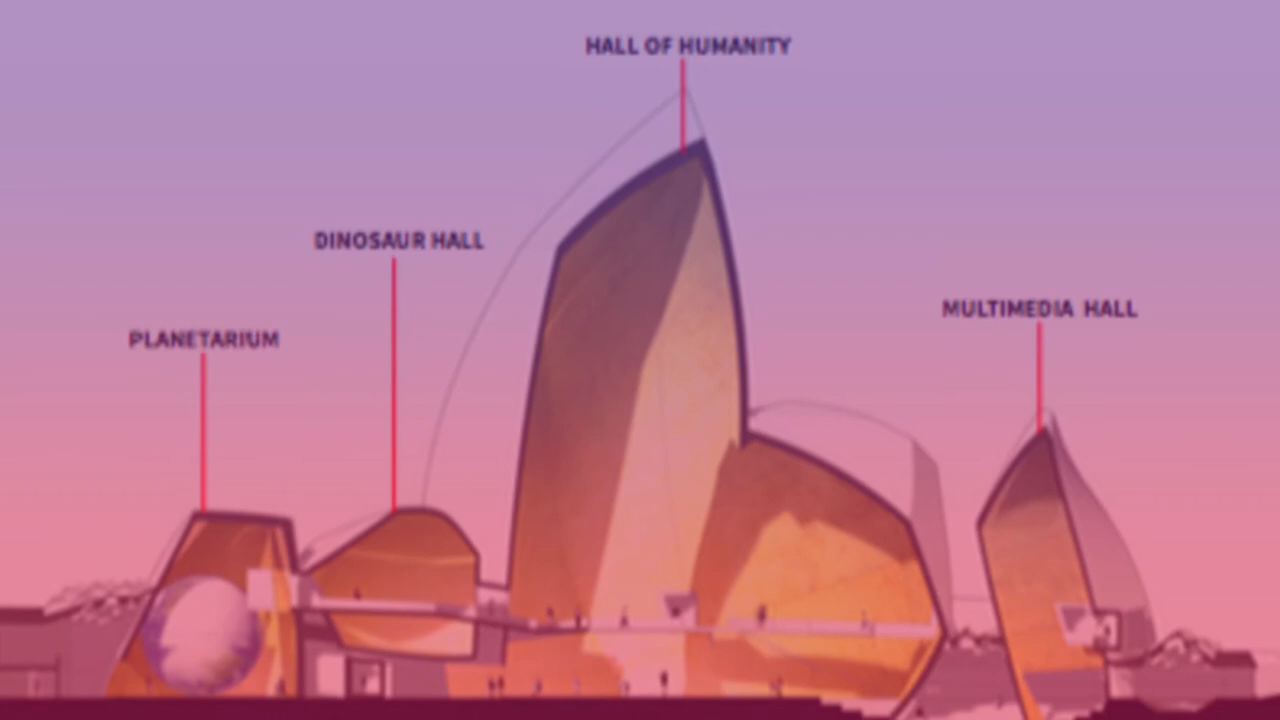 HALL OF HUMANITY
DINOSAUR HALL
MULTIMEDIA HALL
PLANETARIUM